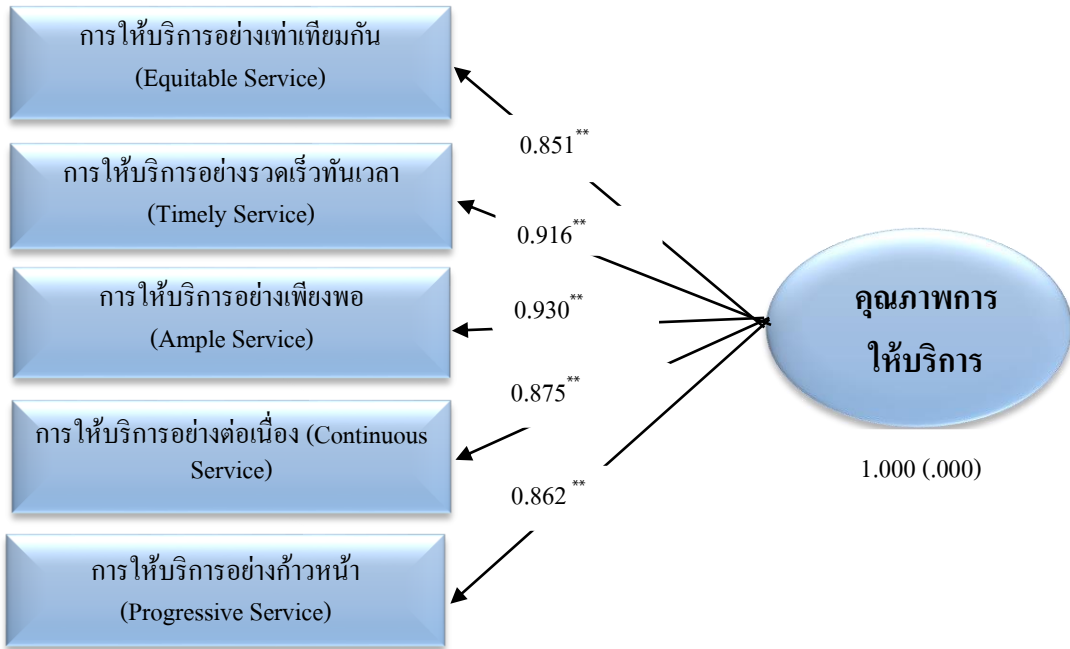 การให้บริการอย่างเท่าเทียมกัน
(Equitable Service)
0.851**
การให้บริการอย่างรวดเร็วทันเวลา
(Timely Service)
0.916**
การให้บริการอย่างเพียงพอ
(Ample Service)
0.930**
การให้บริการอย่างต่อเนื่อง (Continuous
Service)
0.875**
การให้บริการอย่างก้าวหน้า
(Progressive Service)
0.862 **
คุณภาพการ
ให้บริการ
1.000 (.000)